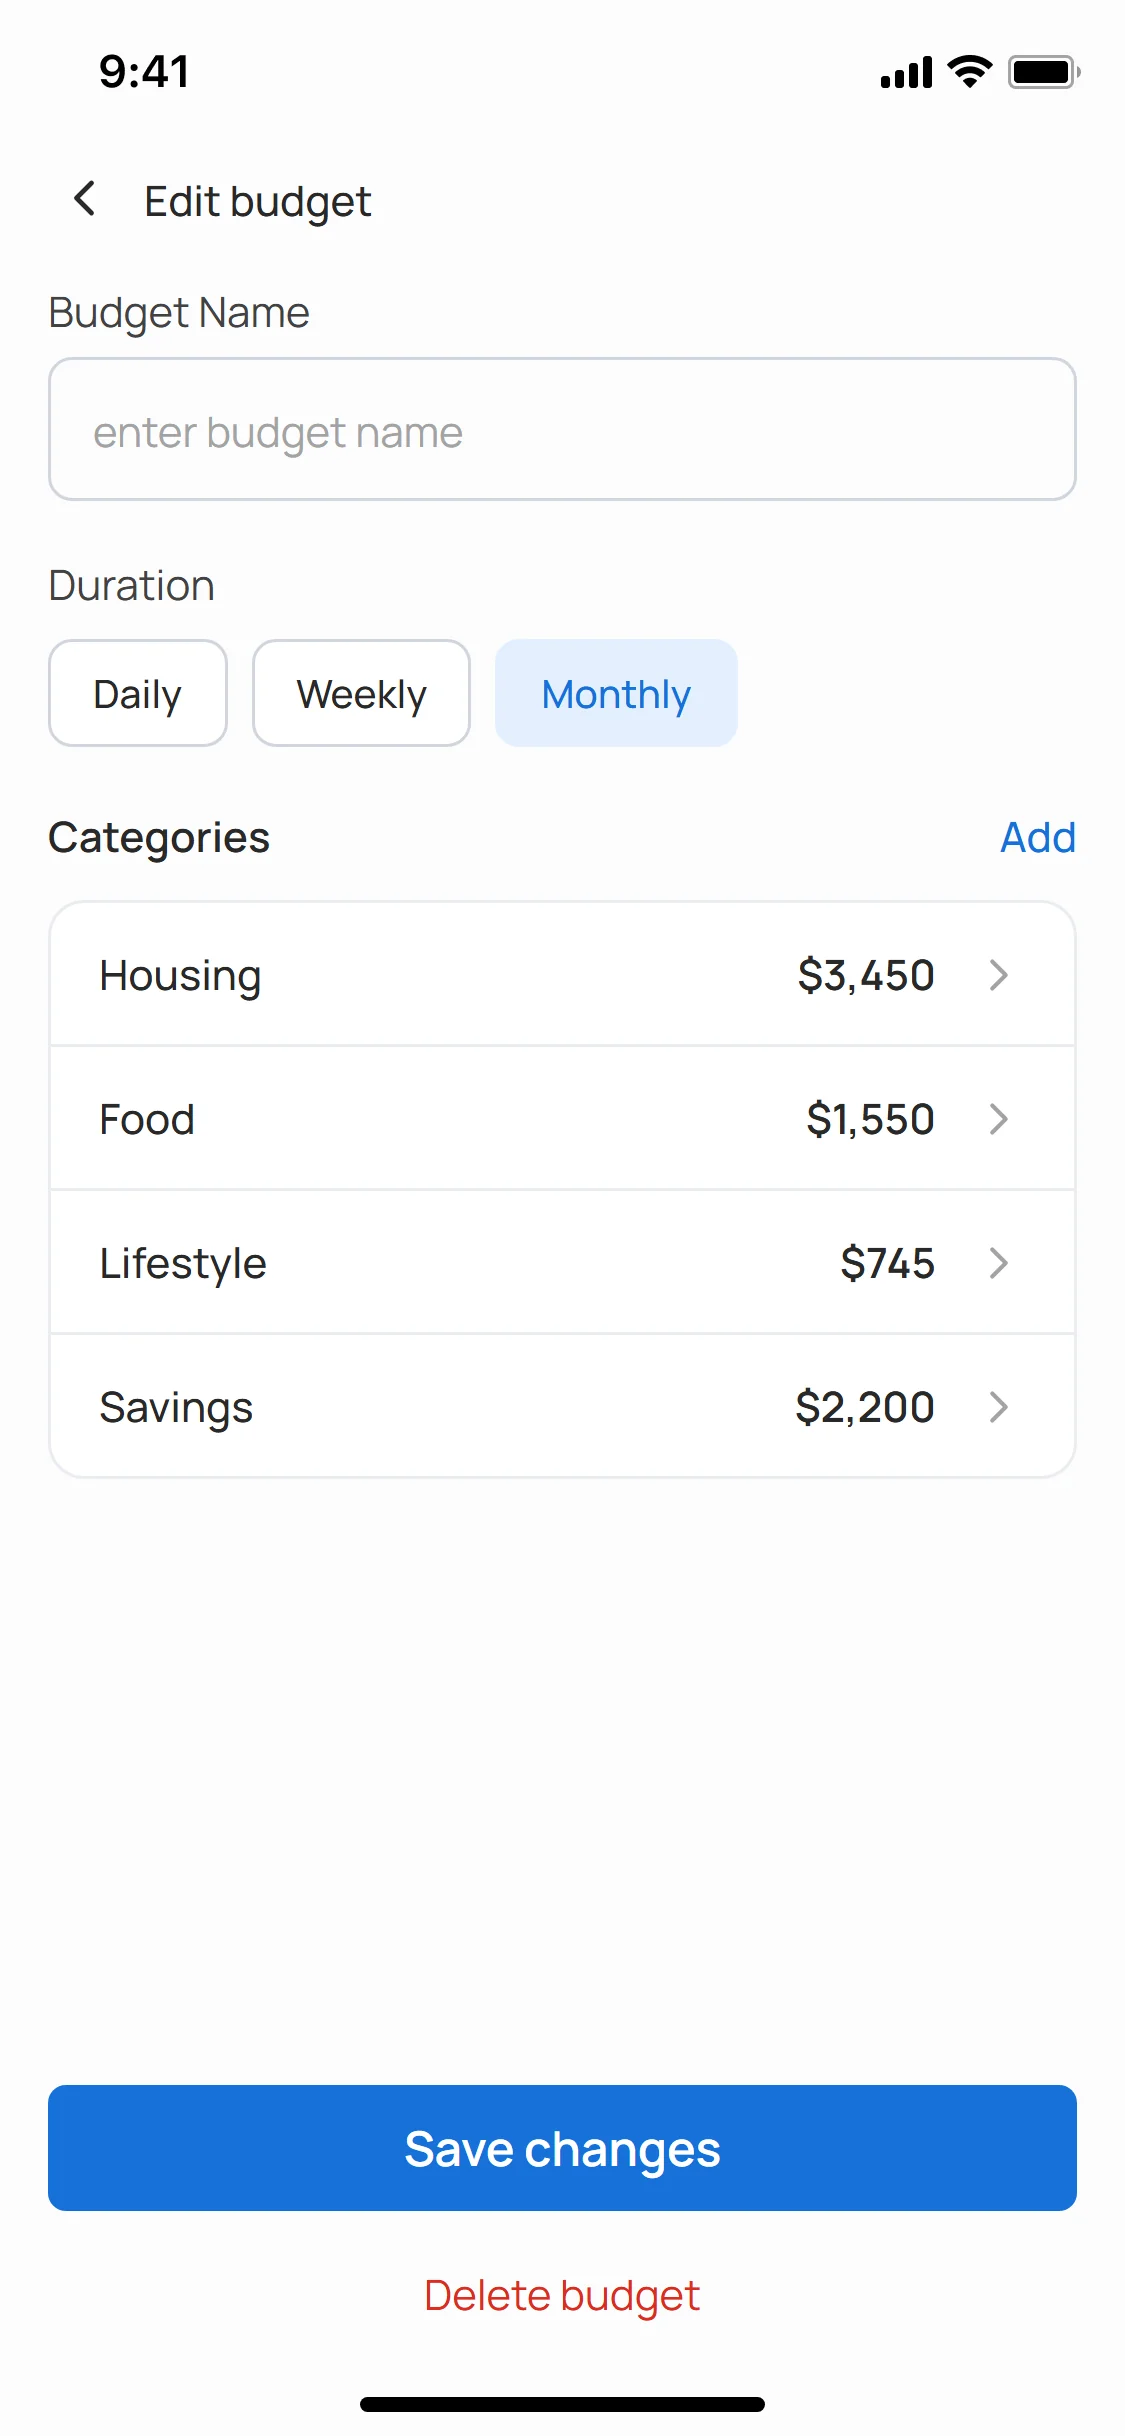 9:41
Edit budget
Budget Name
enter budget name
Duration
Daily Weekly Monthly
Categories Add
Housing $3,450
Food $1,550
Lifestyle $745
Savings $2,200
Save changes
Delete budget